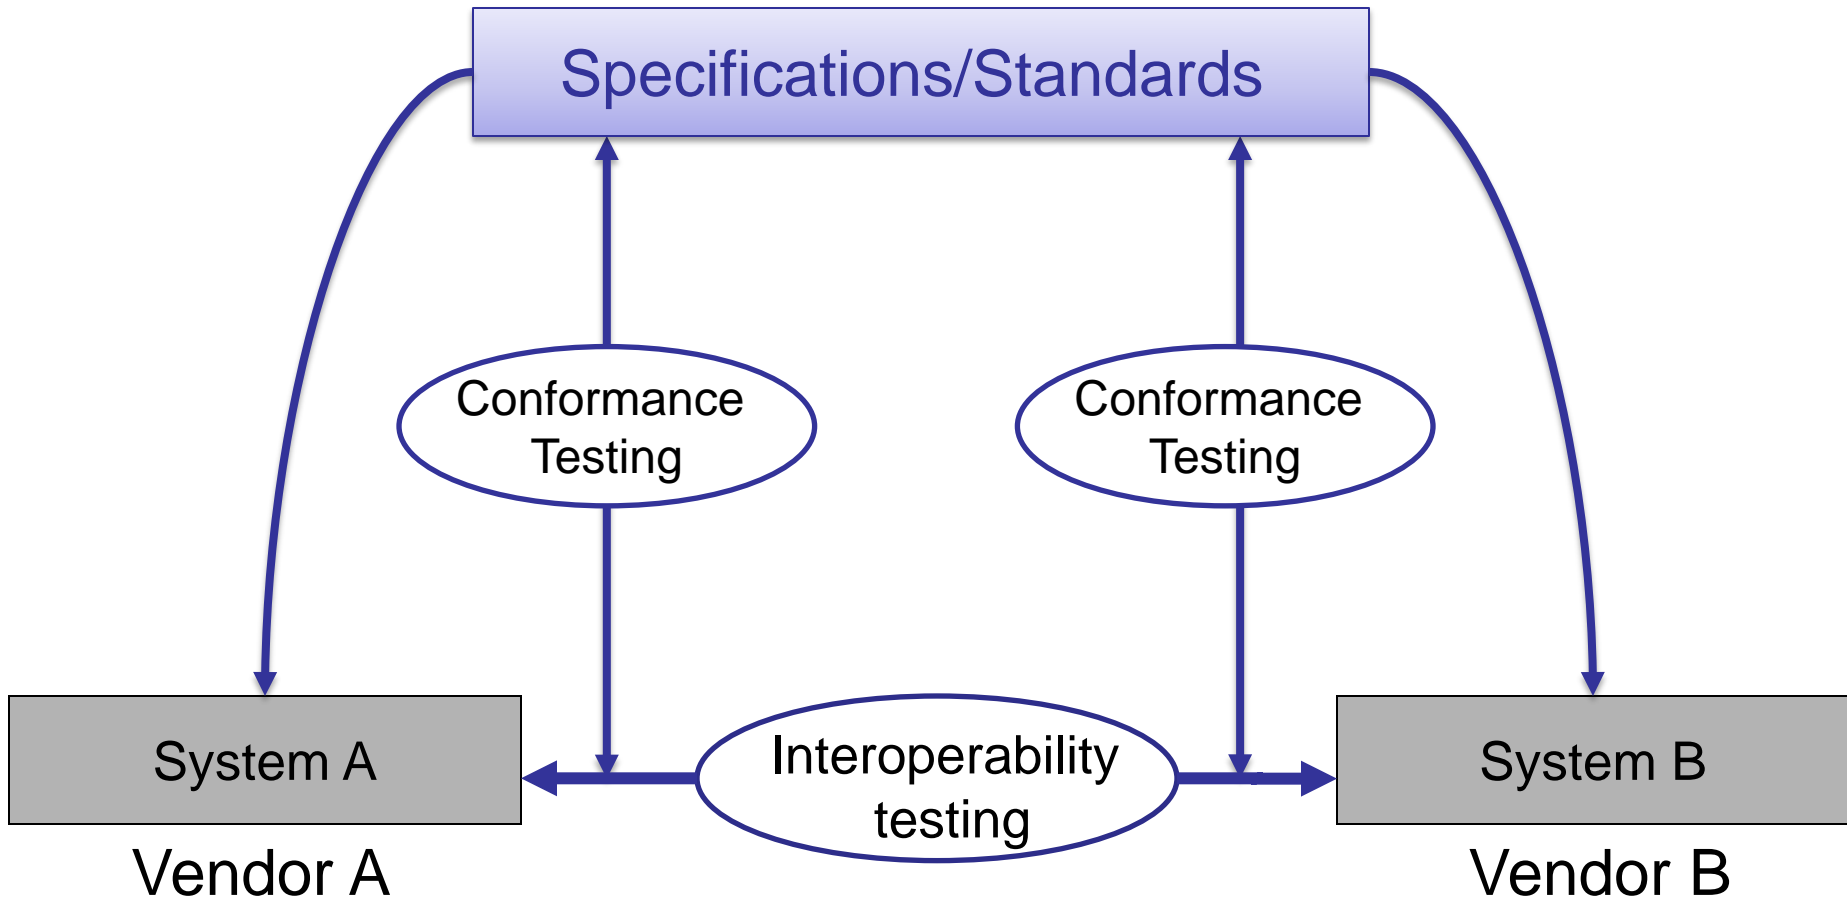 Specifications/Standards
Conformance
Testing
Conformance
Testing
System A
Interoperability
testing
System B
Vendor A
Vendor B